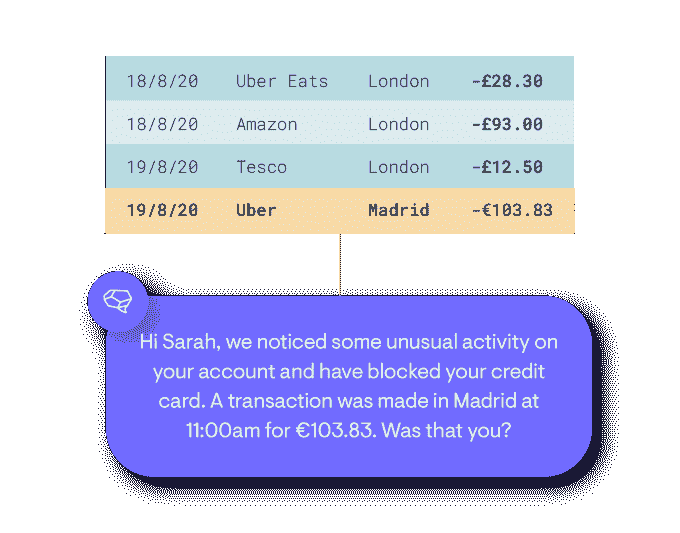 18/8/20 Uber Eats London -£28.30
18/8/20 Amazon London -£93.00
19/8/20 Tesco London -£12.50
19/8/20 Uber Madrid -€103.83
Hi Sarah, we noticed some unusual activity on
your account and have blocked your credit
card. A transaction was made in Madrid at
11:00am for €103.83. Was that you?